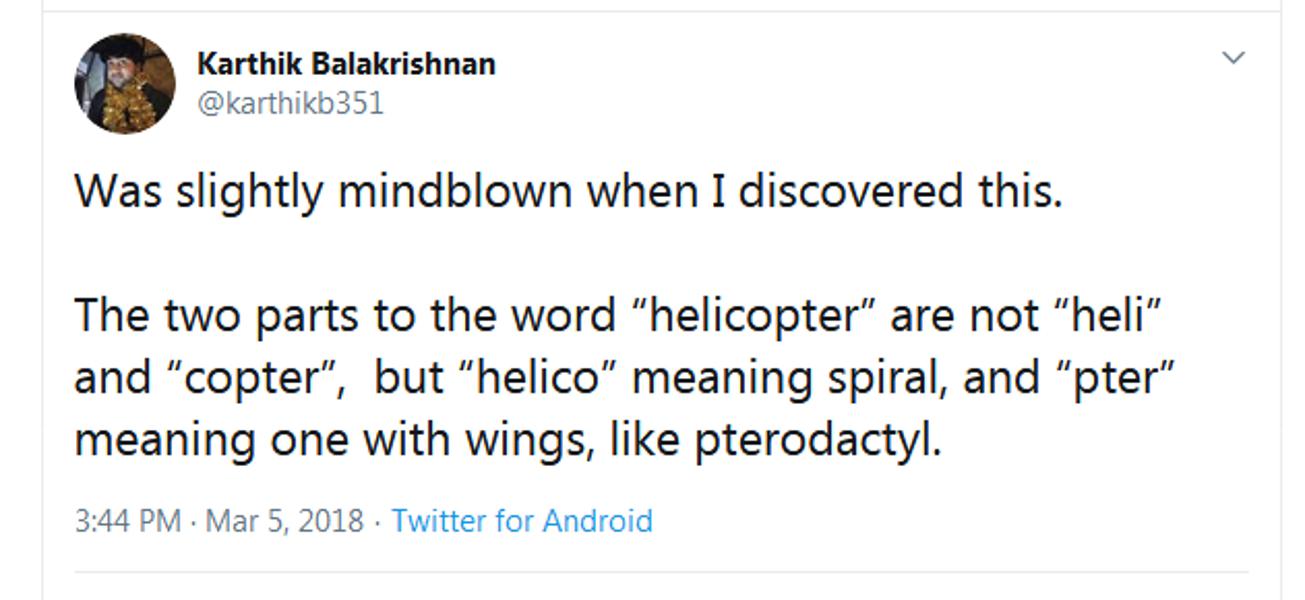 Karthik Balakrishnan
@karthikb351
Was slightly mindblown when I discovered this.
The two parts to the word “helicopter” are not “heli”
and “copter”,  but “helico” meaning spiral, and “pter”
meaning one with wings, like pterodactyl.
3:44 PM · Mar 5, 2018 · Twitter for Android